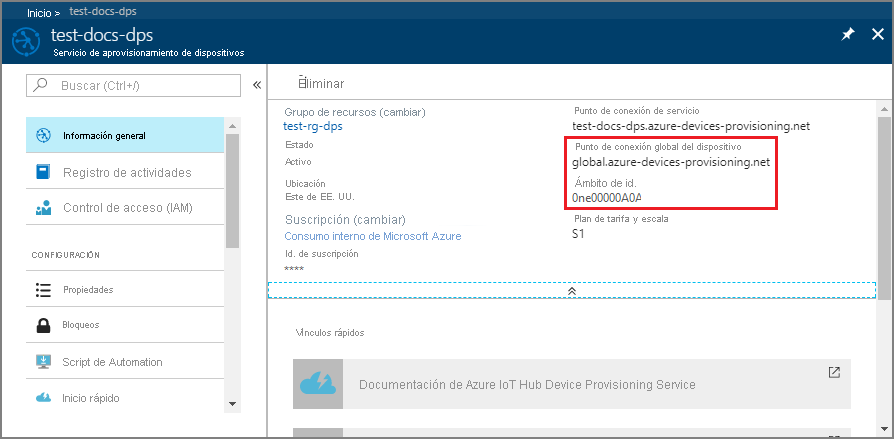 Inicio > test-docs-dps
test-docs-dps
Servicio de aprovisionamiento de dispositivos
Buscar (Ctrl+/)
Información general
Registro de actividades
Control de acceso (IAM)
CONFIGURACIÓN
Propiedades
Bloqueos
Script de Automation
Inicio rápido
Eliminar
Grupo de recursos (cambiar)
test-rg-dps
Estado
Activo
Ubicación
Este de EE. UU.
Suscripción (cambiar)
Consumo interno de Microsoft Azure
Id. de suscripción
****
Punto de conexión de servicio
test-docs-dps.azure-devices-provisioning.net
Punto de conexión global del dispositivo
global.azure-devices-provisioning.net
Ámbito de id.
0ne00000A0A
Plan de tarifa y escala
S1
Vínculos rápidos
Documentación de Azure IoT Hub Device Provisioning Service